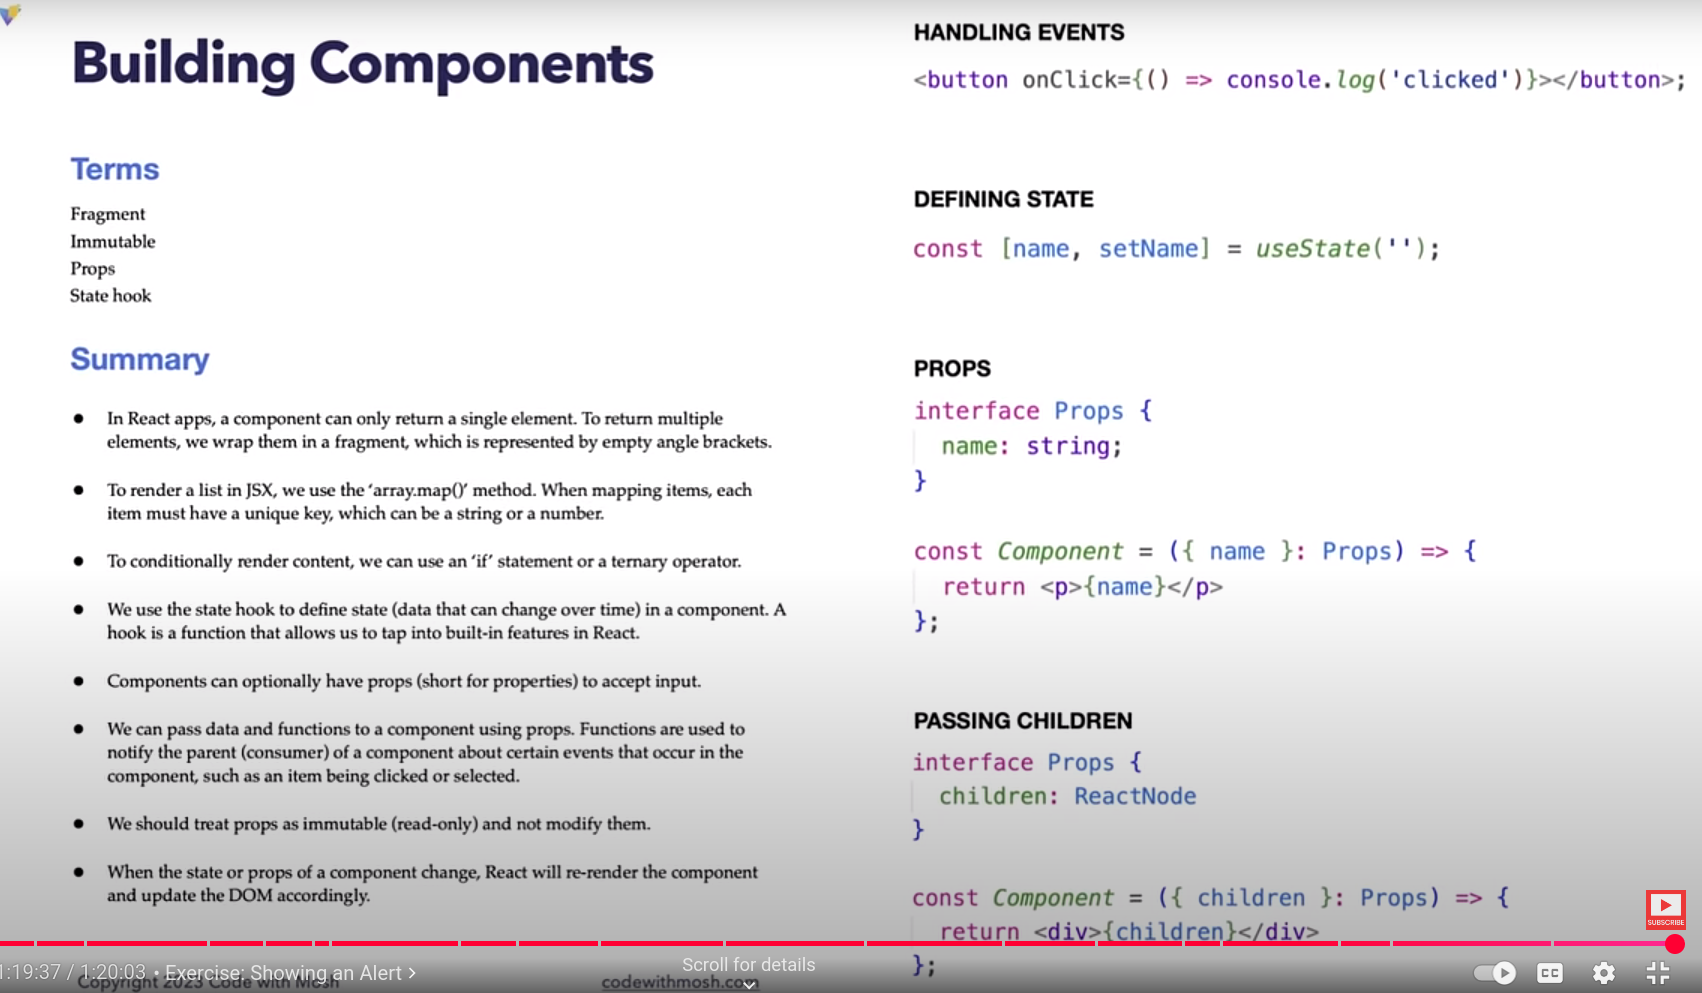 Building Components
Terms
Fragment
Immutable
Props
State hook
Summary
● In React apps, a component can only return a single element. To return multiple
elements, we wrap them in a fragment, which is represented by empty angle brackets.
● To render a list in JSX, we use the ‘array.map()’ method. When mapping items, each
item must have a unique key, which can be a string or a number.
● To conditionally render content, we can use an ‘if’ statement or a ternary operator.
● We use the state hook to define state (data that can change over time) in a component. A
hook is a function that allows us to tap into built-in features in React.
● Components can optionally have props (short for properties) to accept input.
● We can pass data and functions to a component using props. Functions are used to
notify the parent (consumer) of a component about certain events that occur in the
component, such as an item being clicked or selected.
● We should treat props as immutable (read-only) and not modify them.
● When the state or props of a component change, React will re-render the component
and update the DOM accordingly.
HANDLING EVENTS
<button onClick={() => console.log('clicked')}></button>;
DEFINING STATE
const [name, setName] = useState('');
PROPS
interface Props {
  name: string;
}
const Component = ({ name }: Props) => {
  return <p>{name}</p>
};
PASSING CHILDREN
interface Props {
  children: ReactNode
}
const Component = ({ children }: Props) => {
  return <div>{children}</div>
};
SUBSCRIBE
1:19:37 / 1:20:03 • Exercise: Showing an Alert >
Scroll for details
CC
Copyright 2023 Code with Mosh
codewithmosh.com